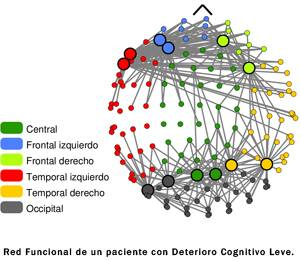 Central
Frontal izquierdo
Frontal derecho
Temporal izquierdo
Temporal derecho
Occipital
Red Funcional de un paciente con Deterioro Cognitivo Leve.